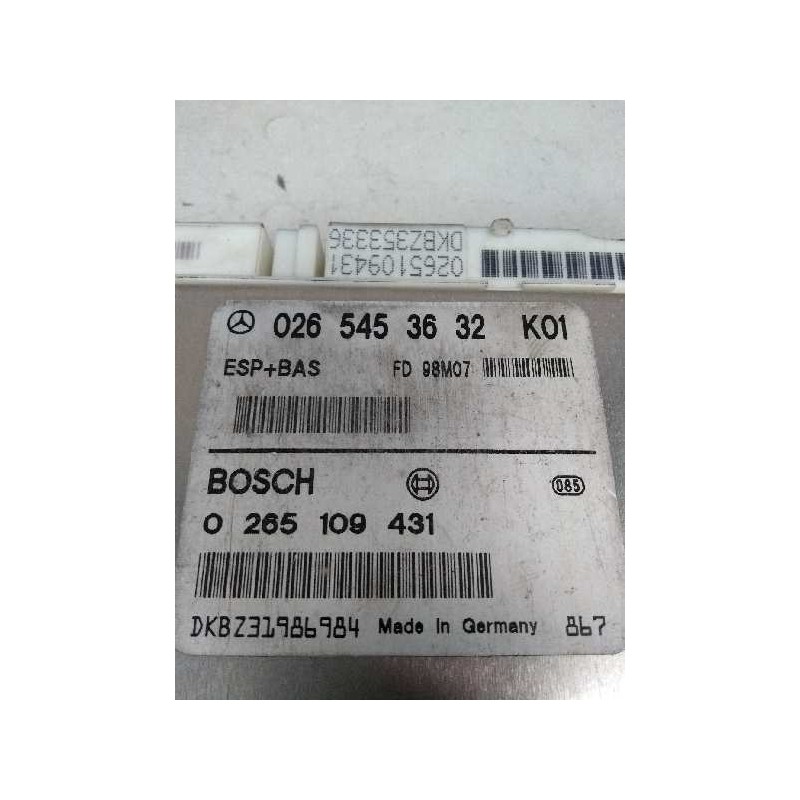 DKBZ353336
0265109431
026 545 36 32 K01
ESP+BAS FD 98M07
BOSCH 085
0 265 109 431
DKBZ31986984 Made In Germany 867